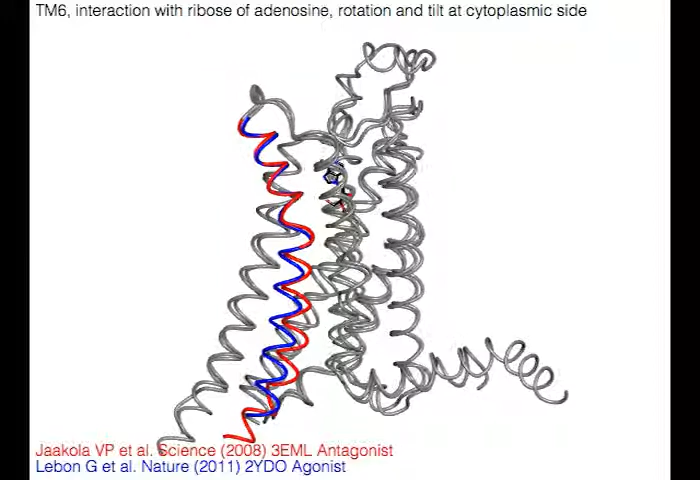 TM6, interaction with ribose of adenosine, rotation and tilt at cytoplasmic side
Jaakola VP et al. Science (2008) 3EML Antagonist
Lebon G et al. Nature (2011) 2YDO Agonist